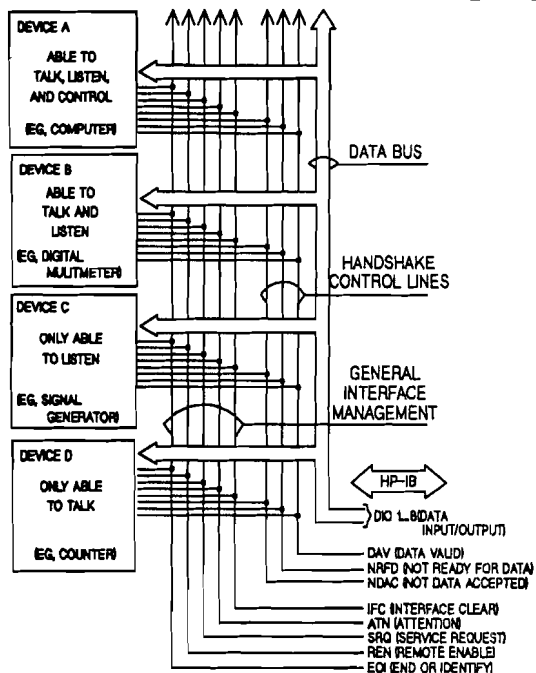 DEVICE A
ABLE TO
TALK, LISTEN,
AND CONTROL
(EG, COMPUTER)
DEVICE B
ABLE TO
TALK AND
LISTEN
(EG, DIGITAL
MULITMETER)
DEVICE C
ONLY ABLE
TO LISTEN
(EG, SIGNAL
GENERATOR)
DEVICE D
ONLY ABLE
TO TALK
(EG, COUNTER)
DATA BUS
HANDSHAKE
CONTROL LINES
GENERAL
INTERFACE
MANAGEMENT
HP-IB
DIO 1...8 (DATA
INPUT/OUTPUT)
DAV (DATA VALID)
NRFD (NOT READY FOR DATA)
NDAC (NOT DATA ACCEPTED)
IFC (INTERFACE CLEAR)
ATN (ATTENTION)
SRQ (SERVICE REQUEST)
REN (REMOTE ENABLE)
EOI (END OR IDENTIFY)